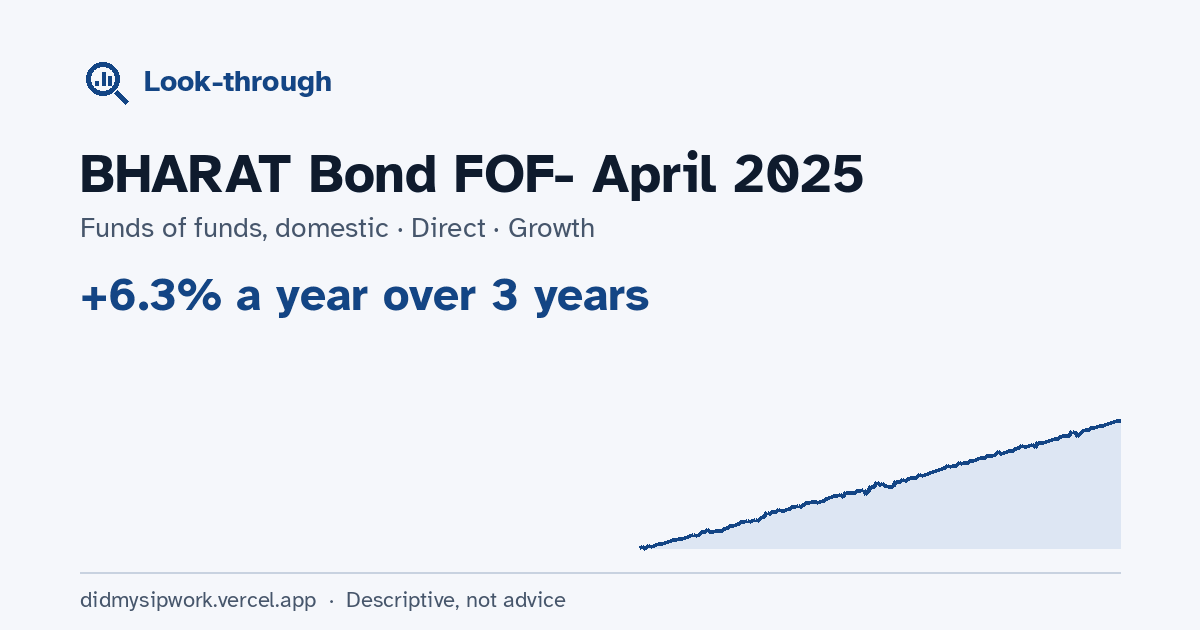 Look-through
BHARAT Bond FOF- April 2025
Funds of funds, domestic · Direct · Growth
+6.3% a year over 3 years
didmysipwork.vercel.app · Descriptive, not advice